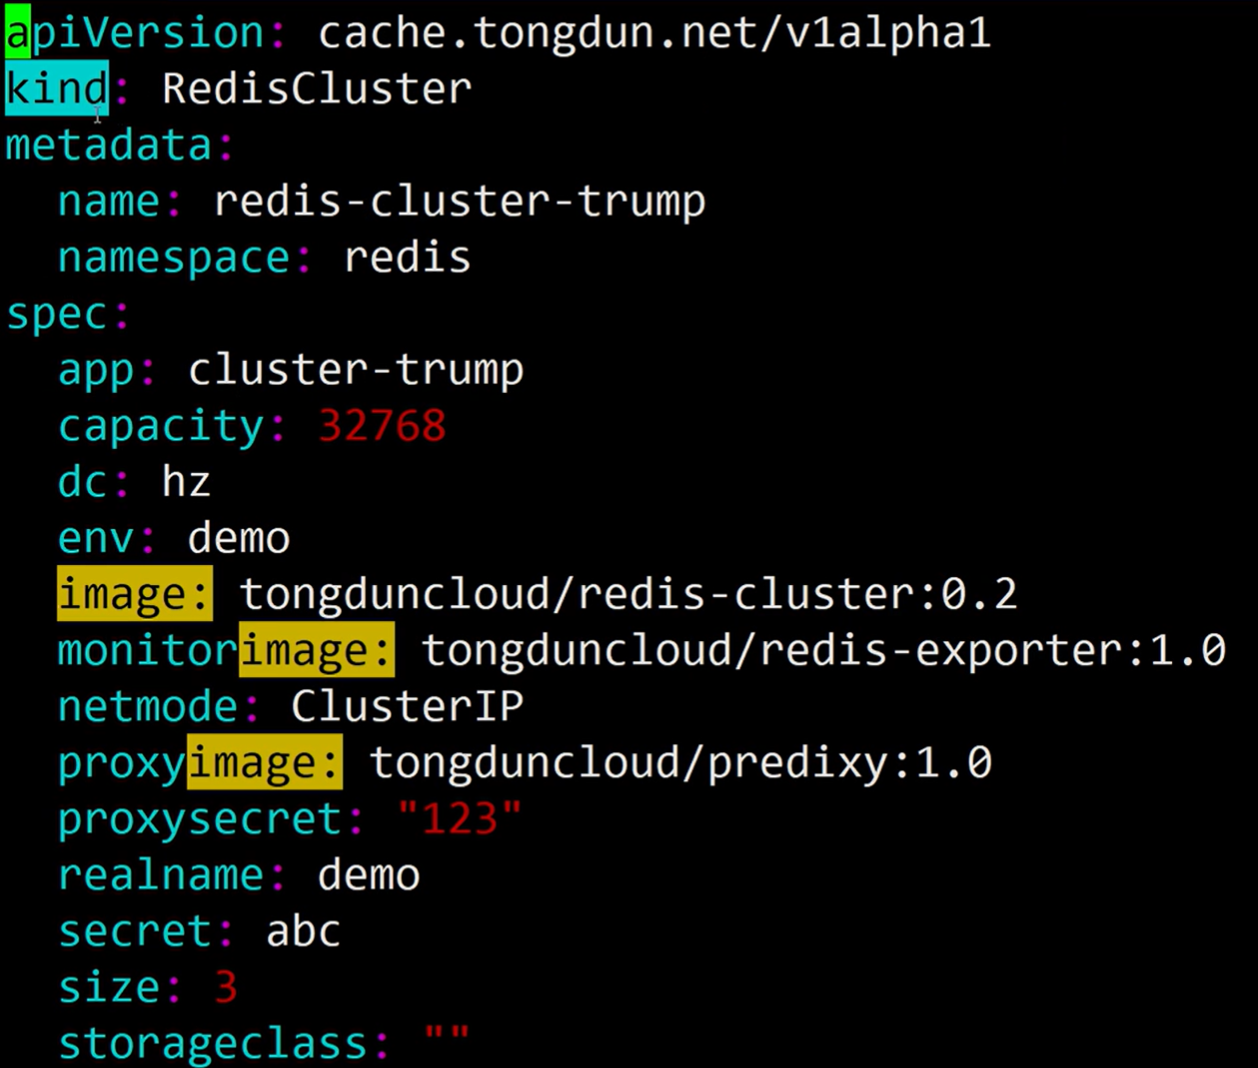 apiVersion: cache.tongdun.net/v1alpha1
kind: RedisCluster
metadata:
  name: redis-cluster-trump
  namespace: redis
spec:
  app: cluster-trump
  capacity: 32768
  dc: hz
  env: demo
  image: tongduncloud/redis-cluster:0.2
  monitorimage: tongduncloud/redis-exporter:1.0
  netmode: ClusterIP
  proxyimage: tongduncloud/predixy:1.0
  proxysecret: "123"
  realname: demo
  secret: abc
  size: 3
  storageclass: ""